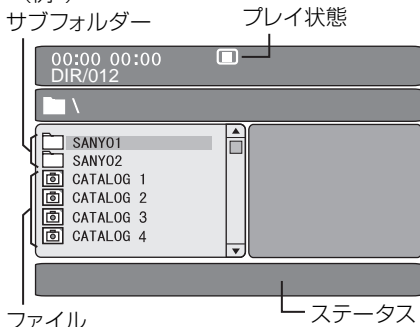 サブフォルダー
プレイ状態
00:00 00:00
DIR/012
\
SANYO1
SANYO2
CATALOG 1
CATALOG 2
CATALOG 3
CATALOG 4
ファイル
ステータス